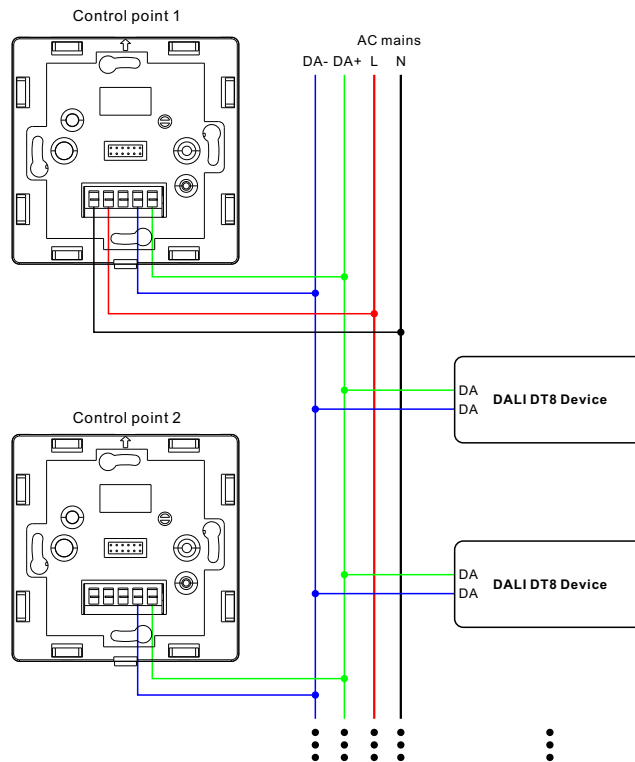 Control point 1
AC mains
DA- DA+ L N
DA
DA
DALI DT8 Device
Control point 2
DA
DA
DALI DT8 Device